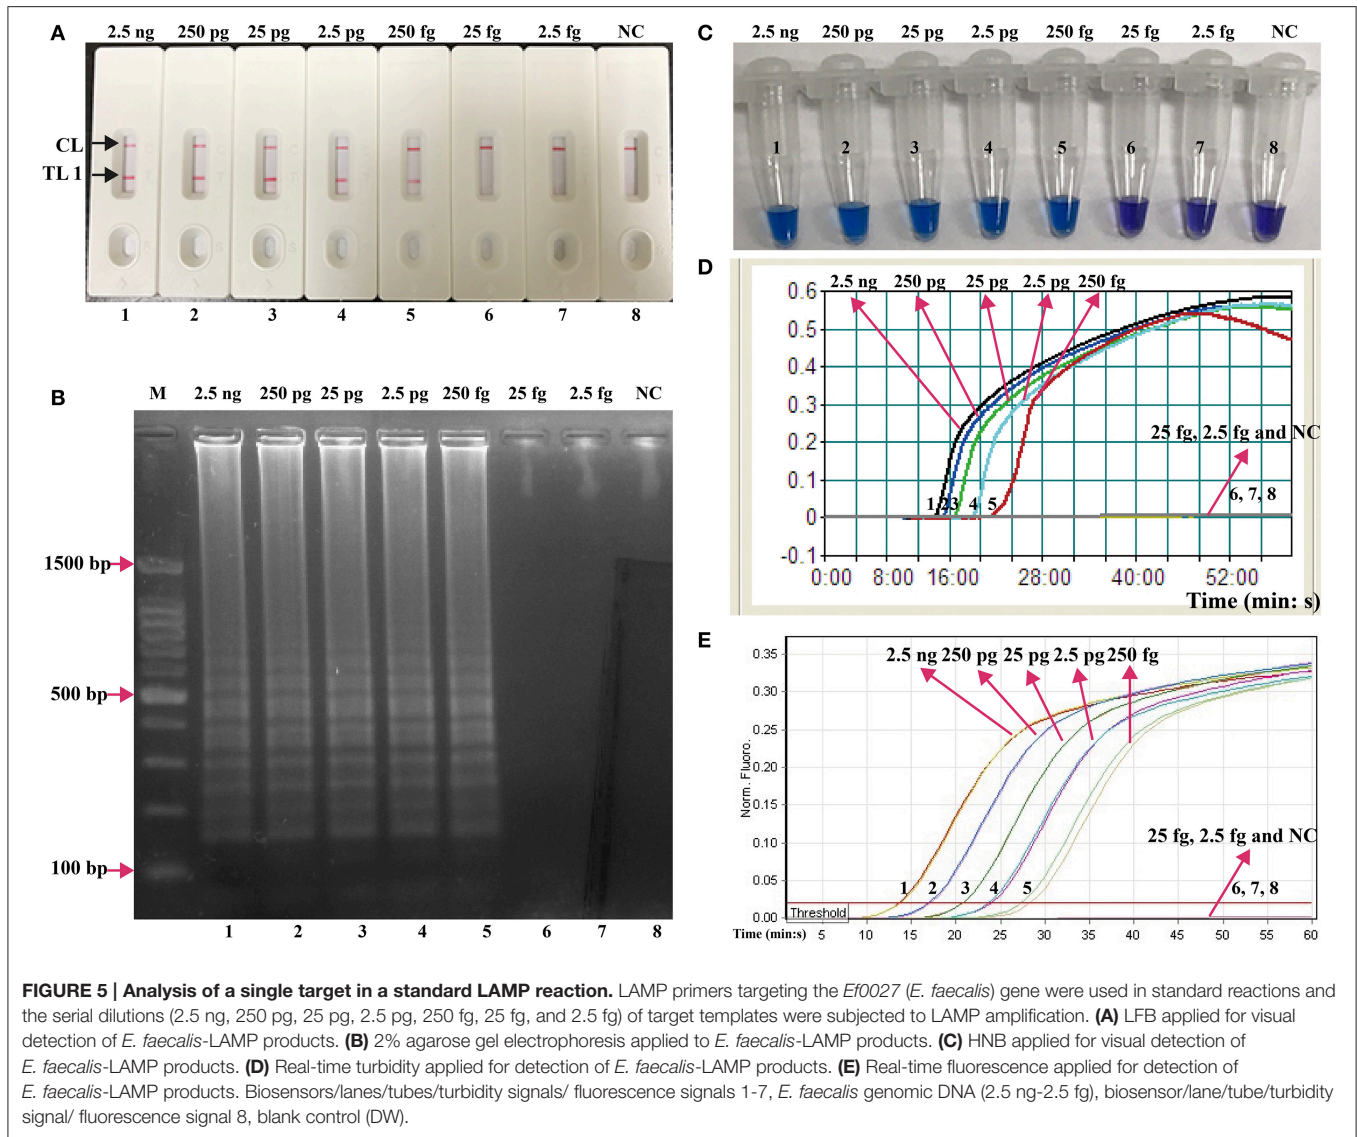 A
2.5 ng 250 pg 25 pg 2.5 pg 250 fg 25 fg 2.5 fg NC
CL
TL 1
C T S
1 2 3 4 5 6 7 8
B
M 2.5 ng 250 pg 25 pg 2.5 pg 250 fg 25 fg 2.5 fg NC
1500 bp
500 bp
100 bp
1 2 3 4 5 6 7 8
C
2.5 ng 250 pg 25 pg 2.5 pg 250 fg 25 fg 2.5 fg NC
1 2 3 4 5 6 7 8
D
2.5 ng 250 pg 25 pg 2.5 pg 250 fg
0.6
0.5
0.4
0.3
0.2
0.1
0
-0.1
25 fg, 2.5 fg and NC
1 2 3 4 5
6, 7, 8
0:00 8:00 16:00 28:00 40:00 52:00
Time (min: s)
E
2.5 ng 250 pg 25 pg 2.5 pg 250 fg
0.35
0.30
0.25
0.20
0.15
0.10
0.05
0.00
Norm. Fluoro.
25 fg, 2.5 fg and NC
1 2 3 4 5 6, 7, 8
Threshold
Time (min:s) 5 10 15 20 25 30 35 40 45 50 55 60
FIGURE 5 | Analysis of a single target in a standard LAMP reaction. LAMP primers targeting the Ef0027 (E. faecalis) gene were used in standard reactions and
the serial dilutions (2.5 ng, 250 pg, 25 pg, 2.5 pg, 250 fg, 25 fg, and 2.5 fg) of target templates were subjected to LAMP amplification. (A) LFB applied for visual
detection of E. faecalis-LAMP products. (B) 2% agarose gel electrophoresis applied to E. faecalis-LAMP products. (C) HNB applied for visual detection of
E. faecalis-LAMP products. (D) Real-time turbidity applied for detection of E. faecalis-LAMP products. (E) Real-time fluorescence applied for detection of
E. faecalis-LAMP products. Biosensors/lanes/tubes/turbidity signals/ fluorescence signals 1-7, E. faecalis genomic DNA (2.5 ng-2.5 fg), biosensor/lane/tube/turbidity
signal/ fluorescence signal 8, blank control (DW).